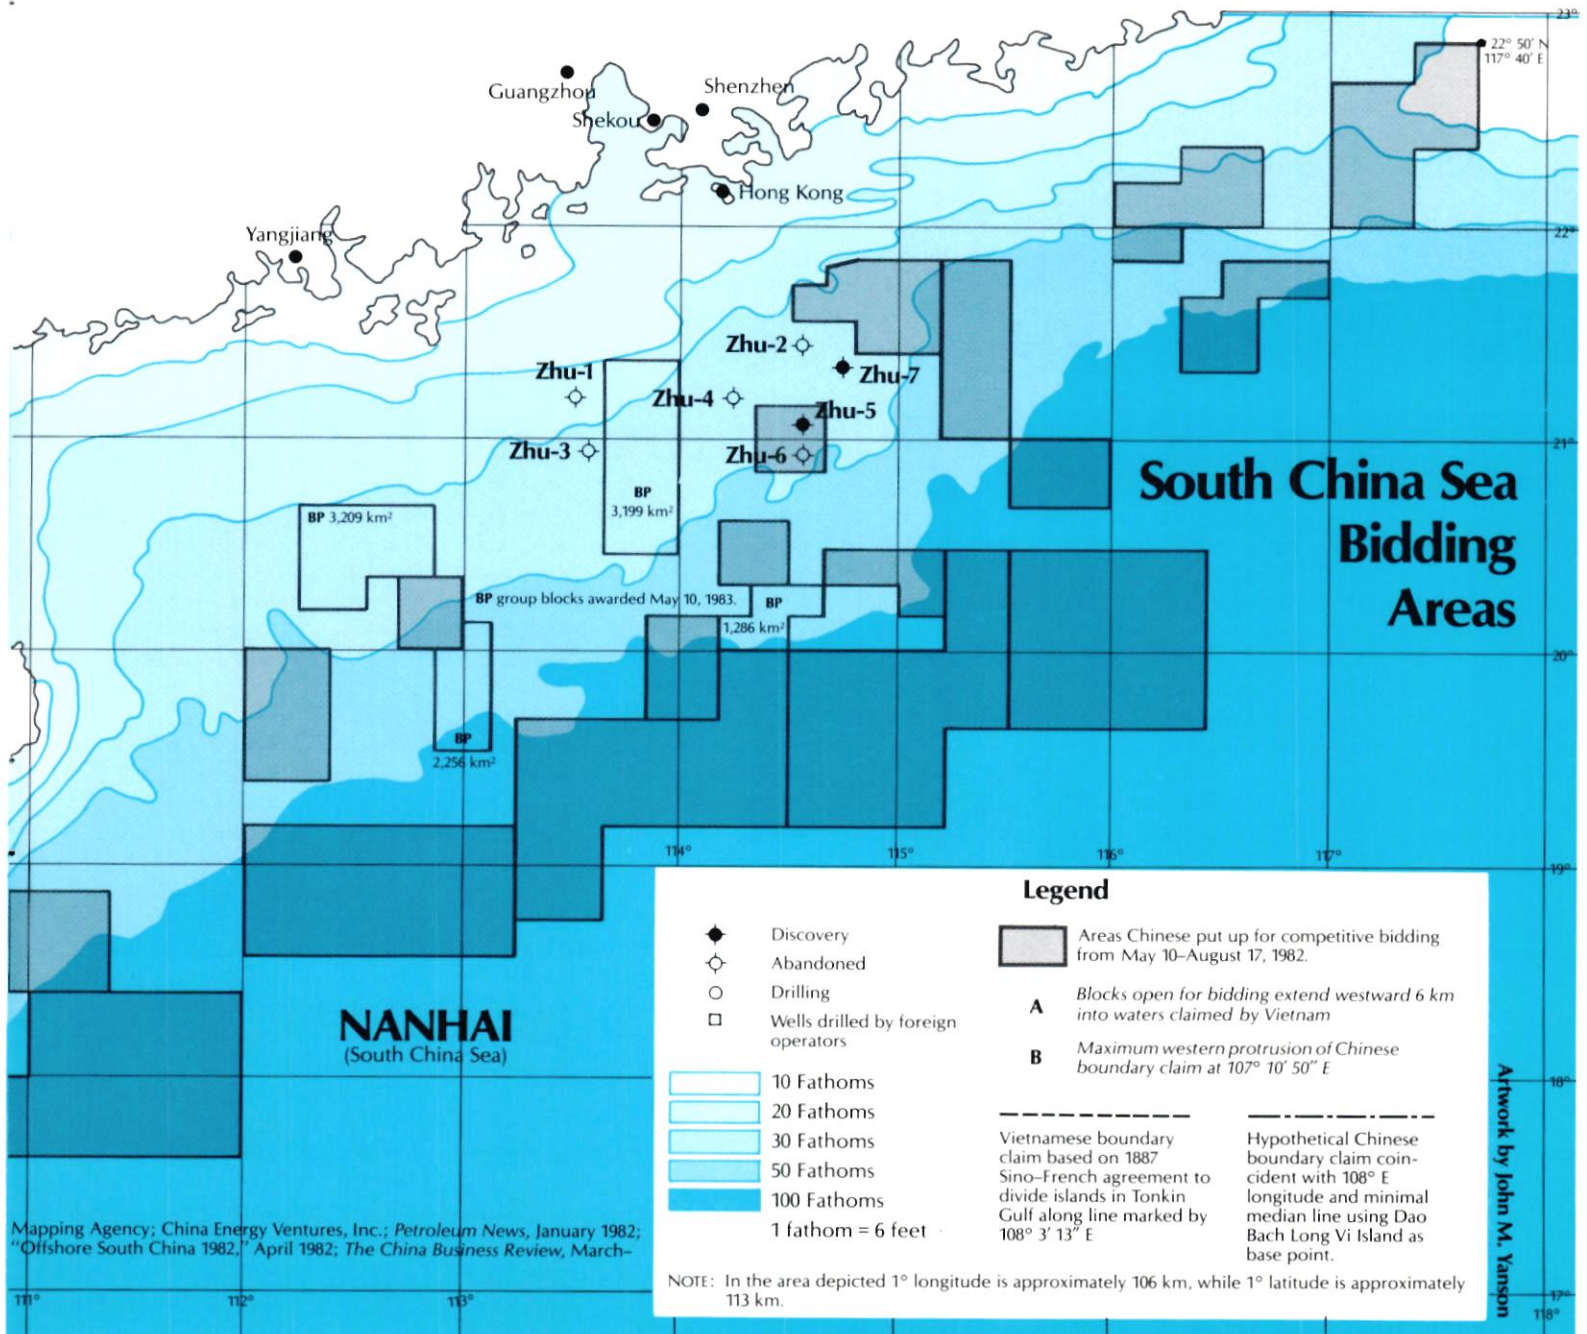 23°
22° 50′ N
117° 40′ E
Guangzhou
Shenzhen
Shekou
Hong Kong
Yangjiang
22°
Zhu-2
Zhu-1
Zhu-7
Zhu-4
Zhu-5
Zhu-3
Zhu-6
21°
South China Sea
Bidding
Areas
BP
3,199 km²
BP 3,209 km²
BP group blocks awarded May 10, 1983.
BP
1,286 km²
20°
BP
2,256 km²
114°
115°
116°
117°
19°
Legend
Discovery
Abandoned
Drilling
Wells drilled by foreign
operators
10 Fathoms
20 Fathoms
30 Fathoms
50 Fathoms
100 Fathoms
1 fathom = 6 feet
Areas Chinese put up for competitive bidding
from May 10–August 17, 1982.
A
Blocks open for bidding extend westward 6 km
into waters claimed by Vietnam
B
Maximum western protrusion of Chinese
boundary claim at 107° 10′ 50″ E
Vietnamese boundary
claim based on 1887
Sino–French agreement to
divide islands in Tonkin
Gulf along line marked by
108° 3′ 13″ E
Hypothetical Chinese
boundary claim coin-
cident with 108° E
longitude and minimal
median line using Dao
Bach Long Vi Island as
base point.
NOTE: In the area depicted 1° longitude is approximately 106 km, while 1° latitude is approximately
113 km.
NANHAI
(South China Sea)
18°
Artwork by John M. Yanson
Mapping Agency; China Energy Ventures, Inc.; Petroleum News, January 1982;
"Offshore South China 1982," April 1982; The China Business Review, March–
111°
112°
113°
17°
118°